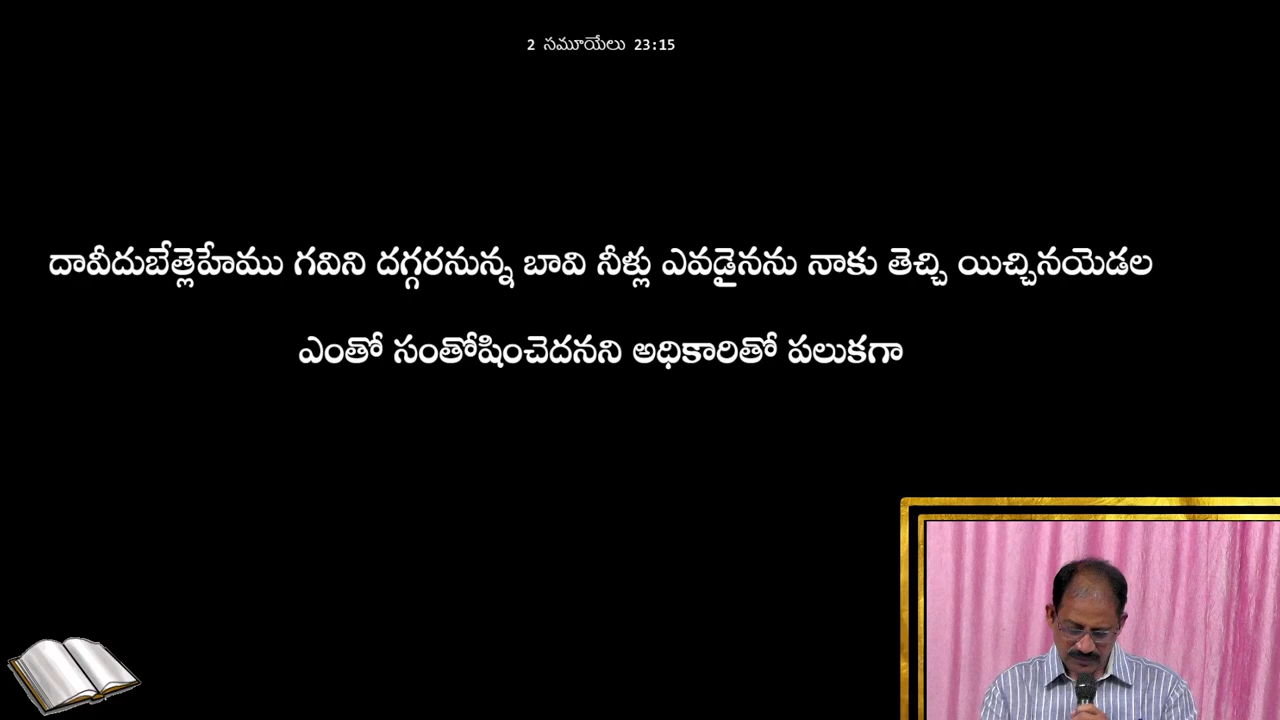 2 సమూయేలు 23:15
దావీదుబేత్లెహేము గవిని దగ్గరనున్న బావి నీళ్లు ఎవడైనను నాకు తెచ్చి యిచ్చినయెడల
ఎంతో సంతోషించెదనని అధికారితో పలుకగా